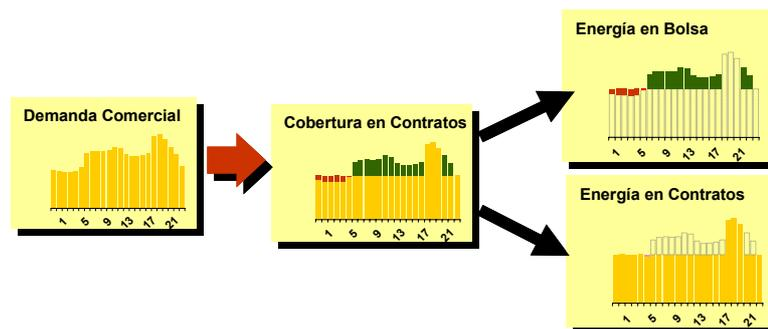 Demanda Comercial
1 5 9 13 17 21
Cobertura en Contratos
1 5 9 13 17 21
Energía en Bolsa
1 5 9 13 17 21
Energía en Contratos
1 5 9 13 17 21